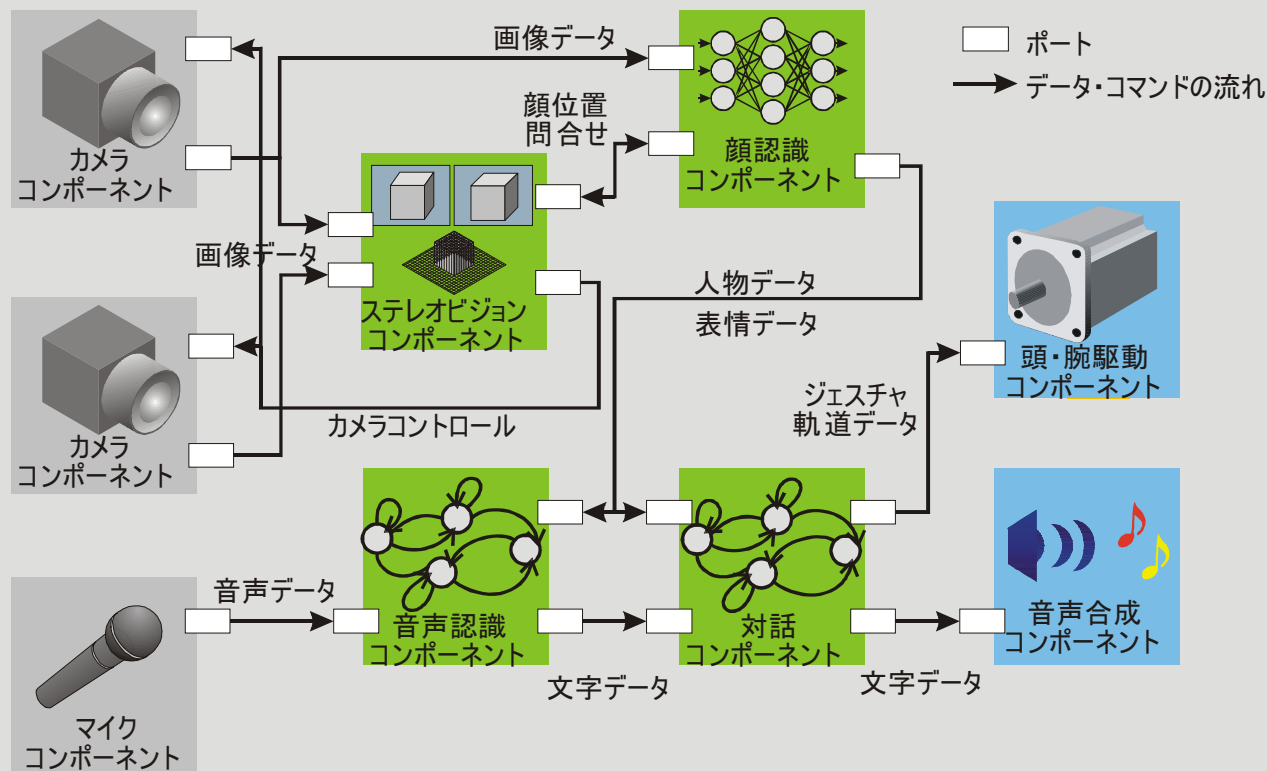 画像データ
ポート
データ・コマンドの流れ
顔位置
問合せ
カメラ
コンポーネント
顔認識
コンポーネント
画像データ
ステレオビジョン
コンポーネント
人物データ
表情データ
頭・腕駆動
コンポーネント
カメラ
コンポーネント
カメラコントロール
ジェスチャ
軌道データ
音声データ
音声認識
コンポーネント
対話
コンポーネント
音声合成
コンポーネント
文字データ
文字データ
マイク
コンポーネント